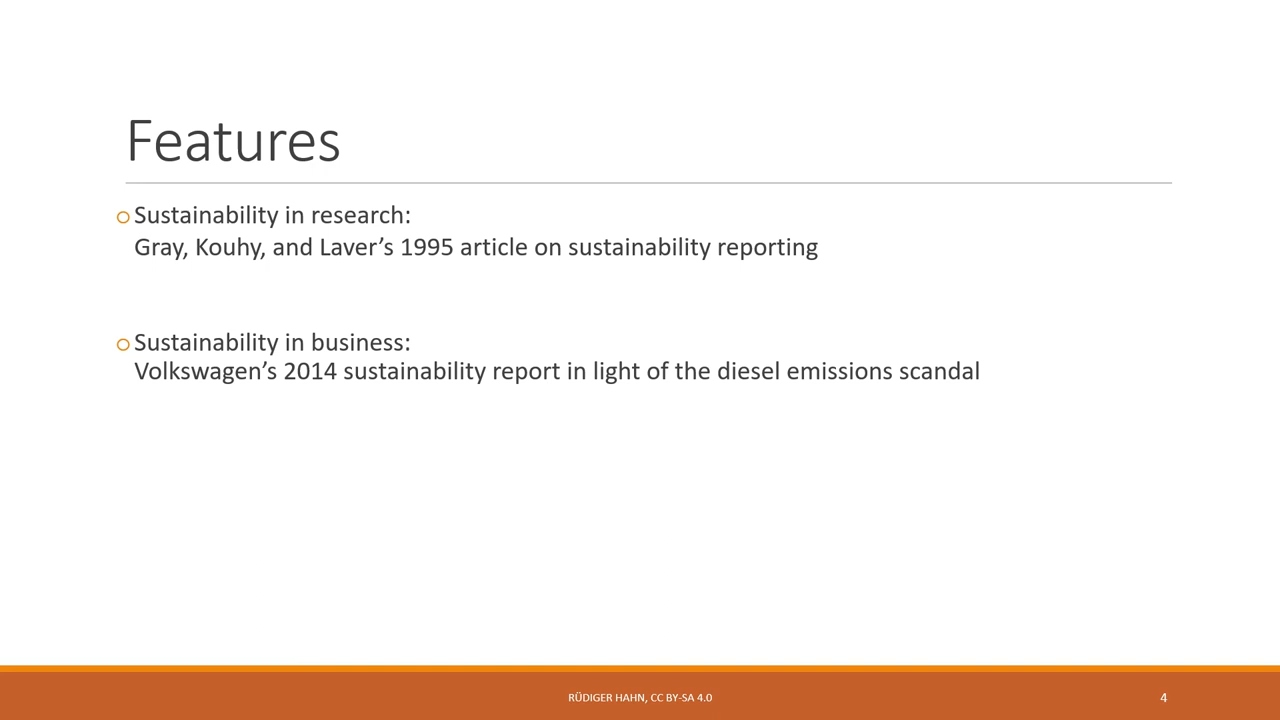 Features
Sustainability in research:
Gray, Kouhy, and Laver’s 1995 article on sustainability reporting
Sustainability in business:
Volkswagen’s 2014 sustainability report in light of the diesel emissions scandal
RÜDIGER HAHN, CC BY-SA 4.0
4